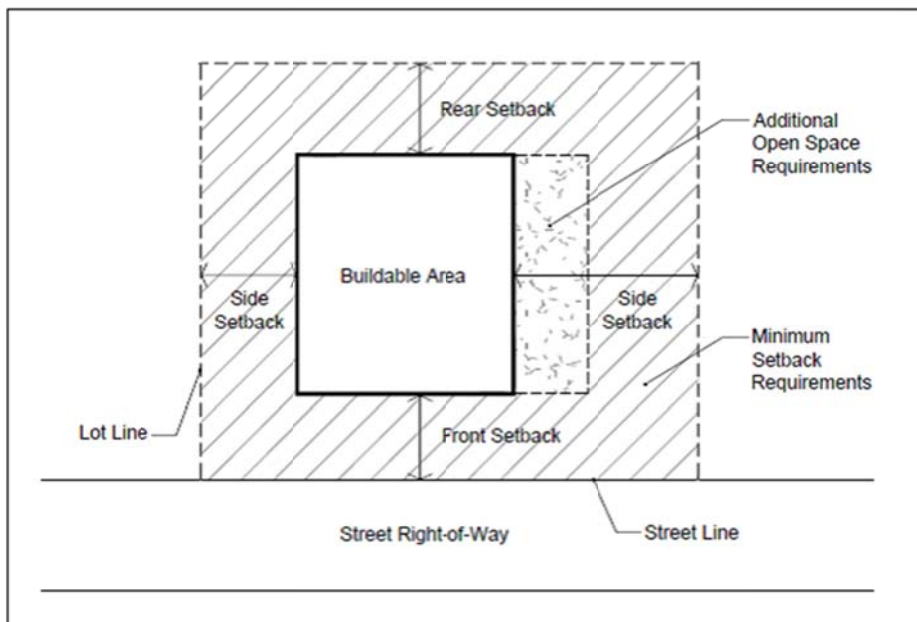 Rear Setback
Additional
Open Space
Requirements
Buildable Area
Side
Setback
Side
Setback
Minimum
Setback
Requirements
Lot Line
Front Setback
Street Right-of-Way
Street Line